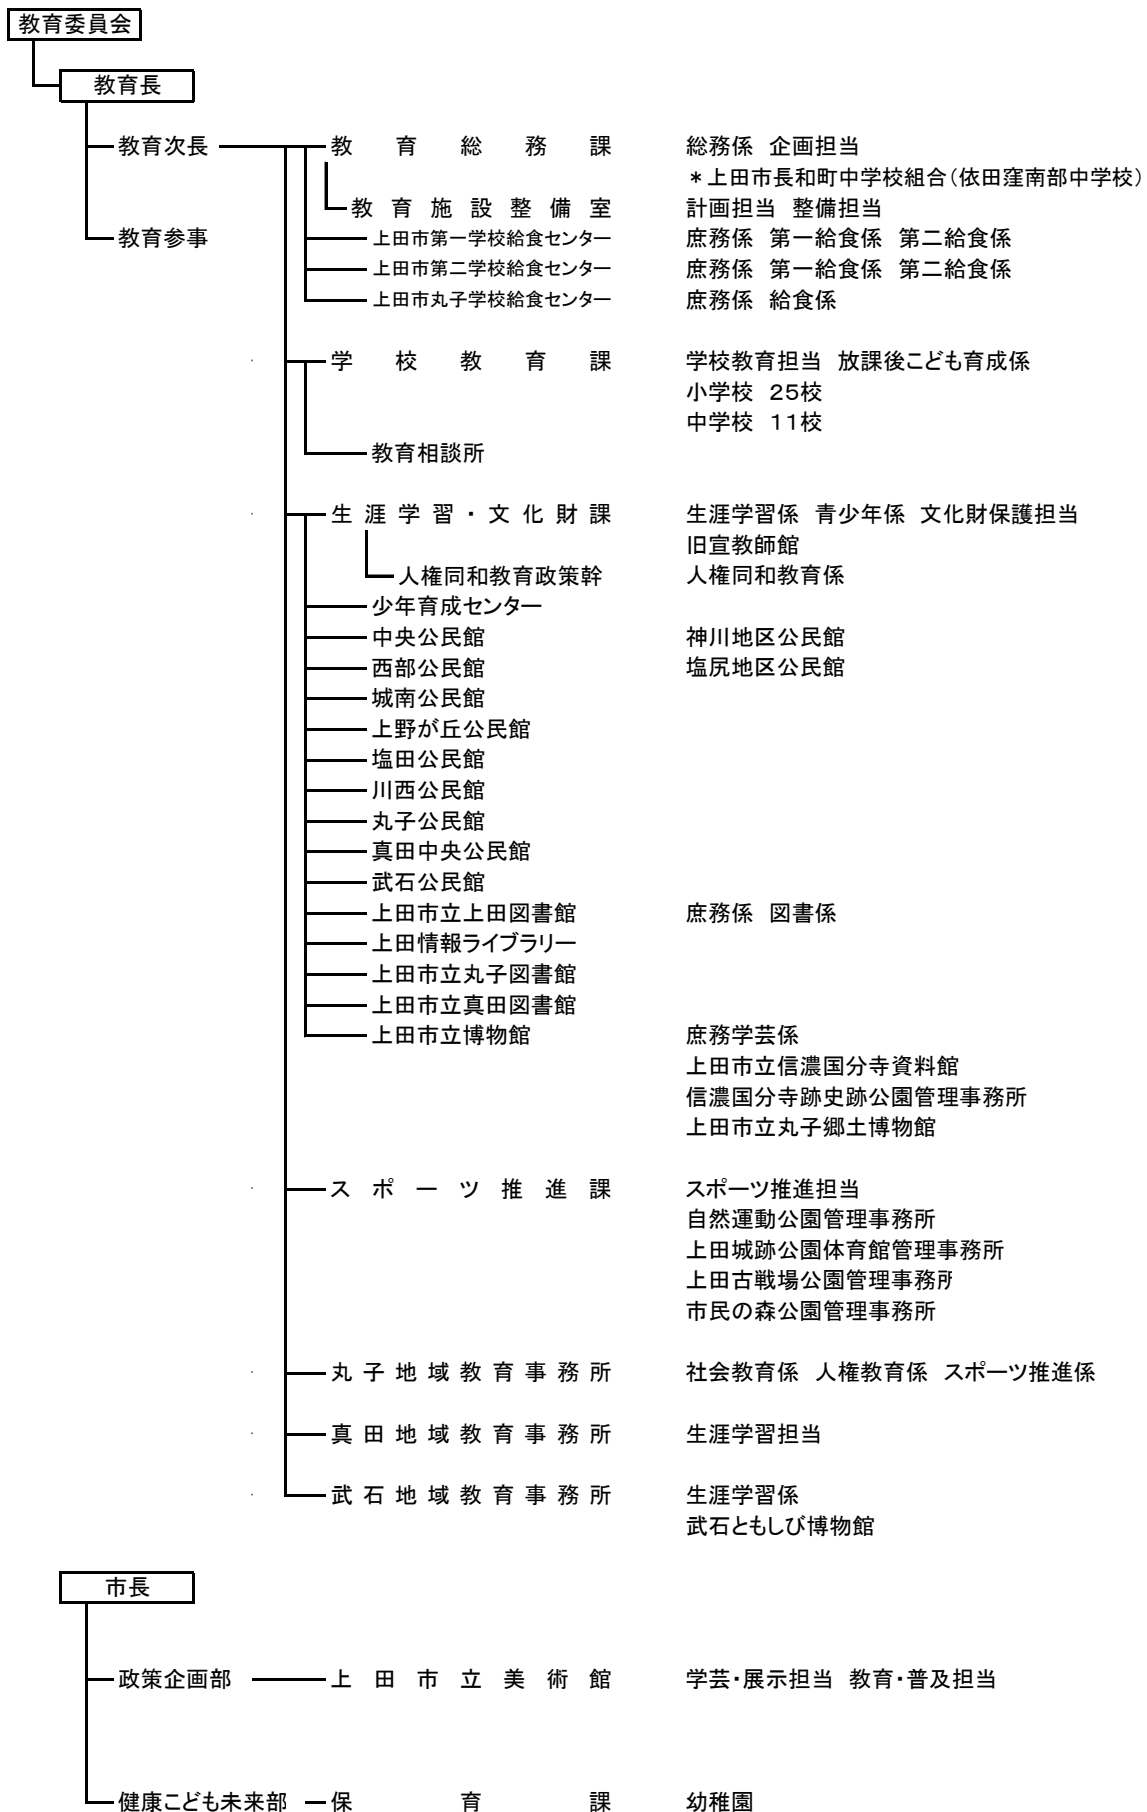 教育委員会
教育長
教育次長 教育総務課 総務係 企画担当
＊上田市長和町中学校組合（依田窪南部中学校）
教育施設整備室 計画担当 整備担当
教育参事 上田市第一学校給食センター 庶務係 第一給食係 第二給食係
上田市第二学校給食センター 庶務係 第一給食係 第二給食係
上田市丸子学校給食センター 庶務係 給食係
学校教育課 学校教育担当 放課後こども育成係
小学校 25校
中学校 11校
教育相談所
生涯学習・文化財課 生涯学習係 青少年係 文化財保護担当
旧宣教師館
人権同和教育政策幹 人権同和教育係
少年育成センター
中央公民館 神川地区公民館
西部公民館 塩尻地区公民館
城南公民館
上野が丘公民館
塩田公民館
川西公民館
丸子公民館
真田中央公民館
武石公民館
上田市立上田図書館 庶務係 図書係
上田情報ライブラリー
上田市立丸子図書館
上田市立真田図書館
上田市立博物館 庶務学芸係
上田市立信濃国分寺資料館
信濃国分寺跡史跡公園管理事務所
上田市立丸子郷土博物館
スポーツ推進課 スポーツ推進担当
自然運動公園管理事務所
上田城跡公園体育館管理事務所
上田古戦場公園管理事務所
市民の森公園管理事務所
丸子地域教育事務所 社会教育係 人権教育係 スポーツ推進係
真田地域教育事務所 生涯学習担当
武石地域教育事務所 生涯学習係
武石ともしび博物館
市長
政策企画部 上田市立美術館 学芸・展示担当 教育・普及担当
健康こども未来部 保育課 幼稚園